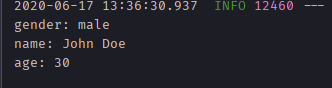 2020-06-17 13:36:30.937 INFO 12460 ---
gender: male
name: John Doe
age: 30